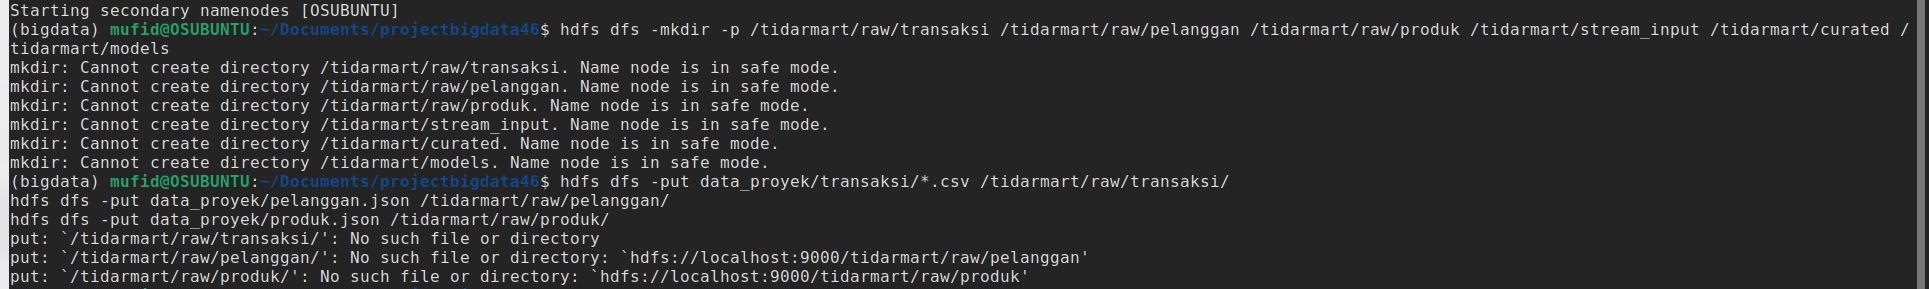 Starting secondary namenodes [OSUBUNTU]
(bigdata) mufid@OSUBUNTU:~/Documents/projectbigdata46$ hdfs dfs -mkdir -p /tidarmart/raw/transaksi /tidarmart/raw/pelanggan /tidarmart/raw/produk /tidarmart/stream_input /tidarmart/curated /
tidarmart/models
mkdir: Cannot create directory /tidarmart/raw/transaksi. Name node is in safe mode.
mkdir: Cannot create directory /tidarmart/raw/pelanggan. Name node is in safe mode.
mkdir: Cannot create directory /tidarmart/raw/produk. Name node is in safe mode.
mkdir: Cannot create directory /tidarmart/stream_input. Name node is in safe mode.
mkdir: Cannot create directory /tidarmart/curated. Name node is in safe mode.
mkdir: Cannot create directory /tidarmart/models. Name node is in safe mode.
(bigdata) mufid@OSUBUNTU:~/Documents/projectbigdata46$ hdfs dfs -put data_proyek/transaksi/*.csv /tidarmart/raw/transaksi/
hdfs dfs -put data_proyek/pelanggan.json /tidarmart/raw/pelanggan/
hdfs dfs -put data_proyek/produk.json /tidarmart/raw/produk/
put: `/tidarmart/raw/transaksi/': No such file or directory
put: `/tidarmart/raw/pelanggan/': No such file or directory: `hdfs://localhost:9000/tidarmart/raw/pelanggan'
put: `/tidarmart/raw/produk/': No such file or directory: `hdfs://localhost:9000/tidarmart/raw/produk'